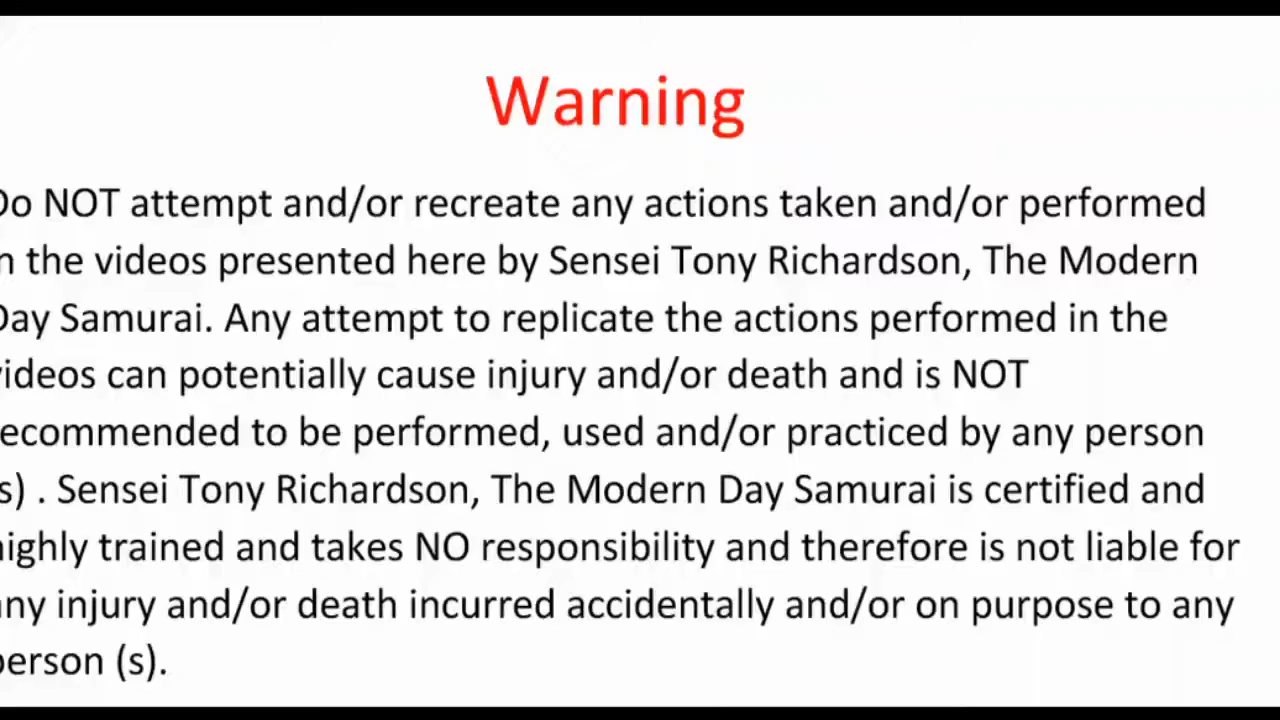 Warning
Do NOT attempt and/or recreate any actions taken and/or performed
in the videos presented here by Sensei Tony Richardson, The Modern
Day Samurai. Any attempt to replicate the actions performed in the
videos can potentially cause injury and/or death and is NOT
recommended to be performed, used and/or practiced by any person
(s) . Sensei Tony Richardson, The Modern Day Samurai is certified and
highly trained and takes NO responsibility and therefore is not liable for
any injury and/or death incurred accidentally and/or on purpose to any
person (s).